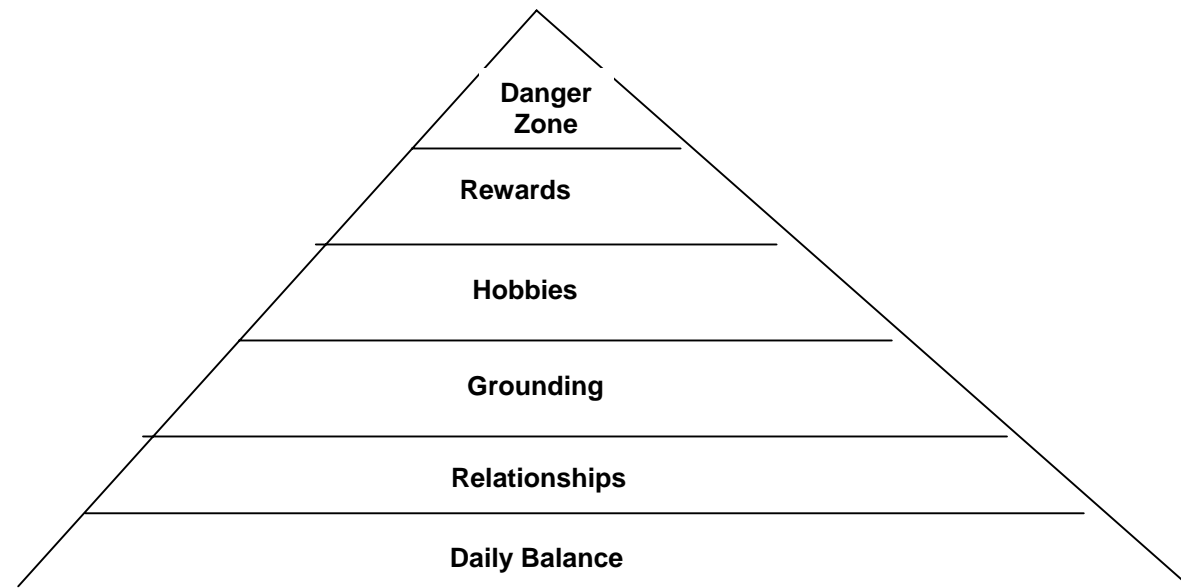 Danger
Zone
Rewards
Hobbies
Grounding
Relationships
Daily Balance